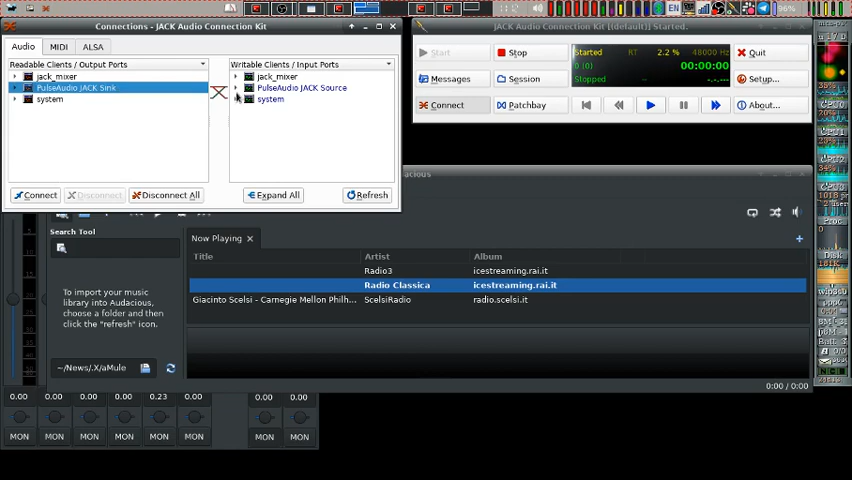 Connections - JACK Audio Connection Kit
Audio
MIDI
ALSA
Readable Clients / Output Ports
Writable Clients / Input Ports
jack_mixer
PulseAudio JACK Sink
system
jack_mixer
PulseAudio JACK Source
system
Connect
Disconnect
Disconnect All
Expand All
Refresh
JACK Audio Connection Kit [(default)] Started.
Start
Stop
Started RT 2.2 % 48000 Hz
0 (0) 00:00:00
Stopped -.-.--
Quit
Messages
Session
Setup...
Connect
Patchbay
About...
EN
96%
Search Tool
To import your music
library into Audacious,
choose a folder and then
click the "refresh" icon.
~/News/.X/aMule
Now Playing
Title Artist Album
Radio3 icestreaming.rai.it
Radio Classica icestreaming.rai.it
Giacinto Scelsi - Carnegie Mellon Philh... ScelsiRadio radio.scelsi.it
0:00 / 0:00
0.00 0.00 0.00 0.23 0.00 0.00
MON MON MON MON MON MON
Proc
Disk